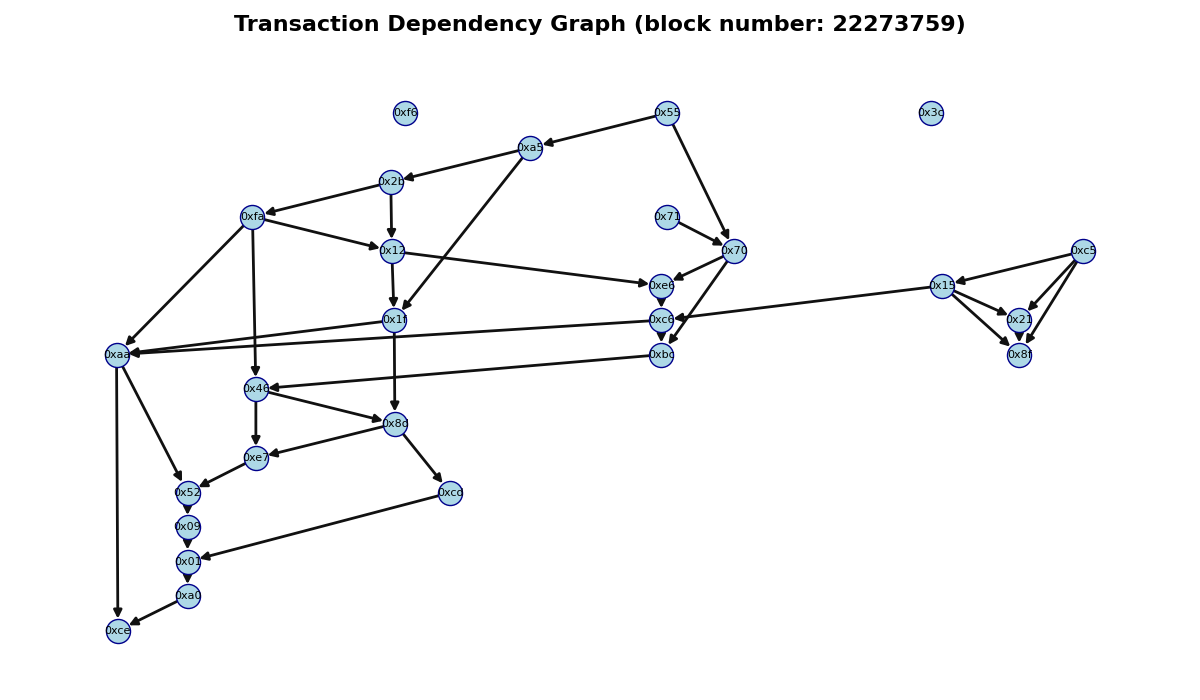 Transaction Dependency Graph (block number: 22273759)
0xf6
0x55
0x3c
0xa5
0x2b
0xfa
0x71
0x12
0x70
0xc5
0xe6
0x15
0x1f
0xc6
0x21
0xaa
0xbc
0x8f
0x46
0x8d
0xe7
0x52
0xcd
0x09
0x01
0xa0
0xce